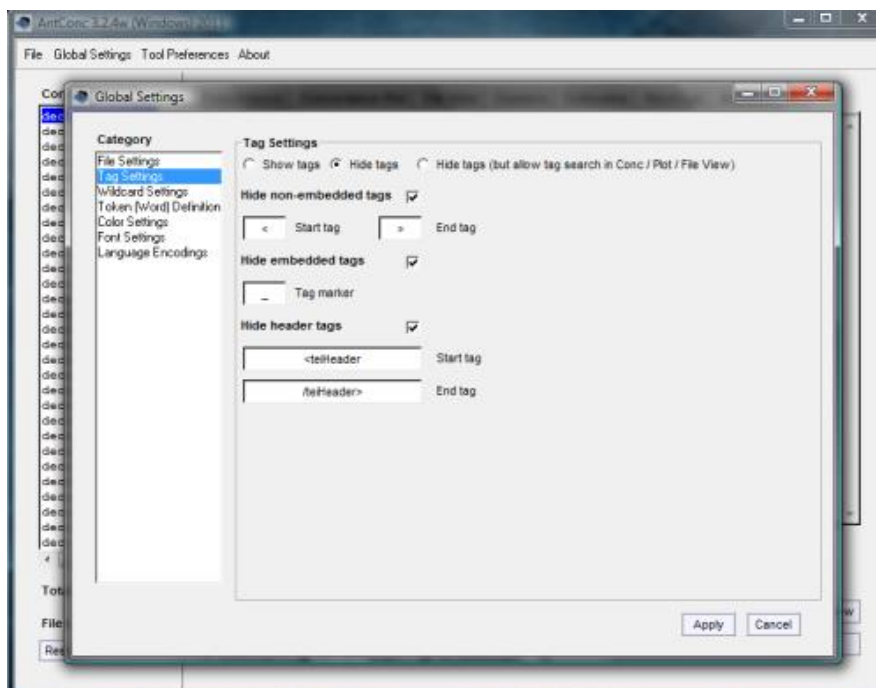 AntConc 3.2.4w (Windows) 2011
File Global Settings Tool Preferences About
Global Settings
Category
File Settings
Tag Settings
Wildcard Settings
Token (Word) Definition
Color Settings
Font Settings
Language Encodings
Tag Settings
Show tags Hide tags Hide tags (but allow tag search in Conc / Plot / File View)
Hide non-embedded tags
< Start tag > End tag
Hide embedded tags
_ Tag marker
Hide header tags
<teiHeader Start tag
/teiHeader> End tag
Apply Cancel
File